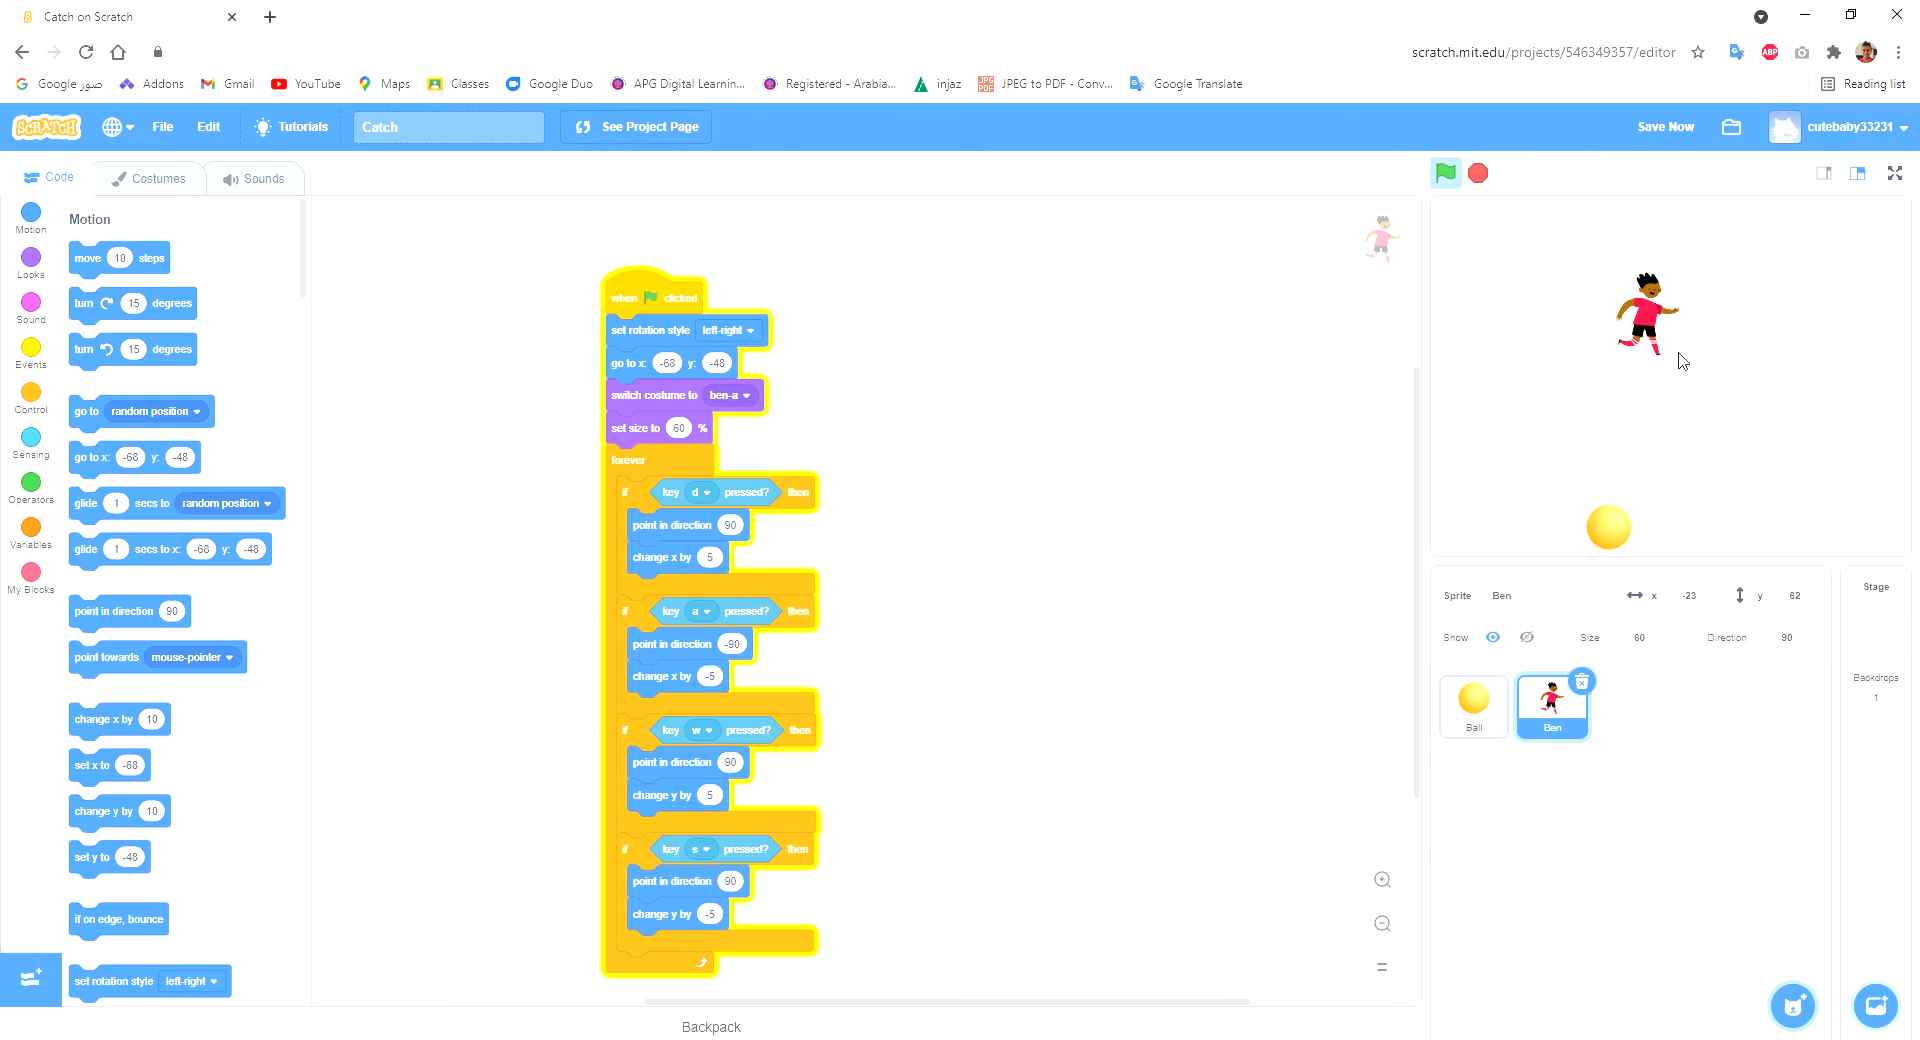 Catch on Scratch
scratch.mit.edu/projects/546349357/editor
ABP
Google صور
Addons
Gmail
YouTube
Maps
Classes
Google Duo
APG Digital Learnin...
Registered - Arabia...
injaz
JPEG to PDF - Conv...
Google Translate
Reading list
SCRATCH
File
Edit
Tutorials
Catch
See Project Page
Save Now
cutebaby33231
Code
Costumes
Sounds
Motion
Looks
Sound
Events
Control
Sensing
Operators
Variables
My Blocks
Motion
move 10 steps
turn 15 degrees
turn 15 degrees
go to random position
go to x: -68 y: -48
glide 1 secs to random position
glide 1 secs to x: -68 y: -48
point in direction 90
point towards mouse-pointer
change x by 10
set x to -68
change y by 10
set y to -48
if on edge, bounce
set rotation style left-right
when clicked
set rotation style left-right
go to x: -68 y: -48
switch costume to ben-a
set size to 60 %
forever
if key d pressed? then
point in direction 90
change x by 5
if key a pressed? then
point in direction -90
change x by -5
if key w pressed? then
point in direction 90
change y by 5
if key s pressed? then
point in direction 90
change y by -5
Backpack
Sprite Ben x -23 y 62
Show Size 60 Direction 90
Ball
Ben
Stage
Backdrops
1